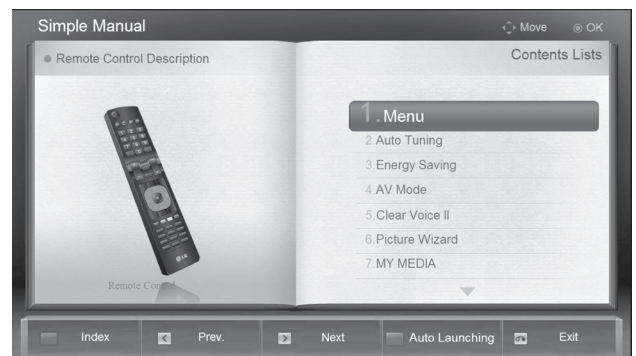 Simple Manual
Move
OK
Remote Control Description
Contents Lists
1.Menu
2.Auto Tuning
3.Energy Saving
4.AV Mode
5.Clear Voice II
6.Picture Wizard
7.MY MEDIA
LG
Remote Control
Index
Prev.
Next
Auto Launching
Exit